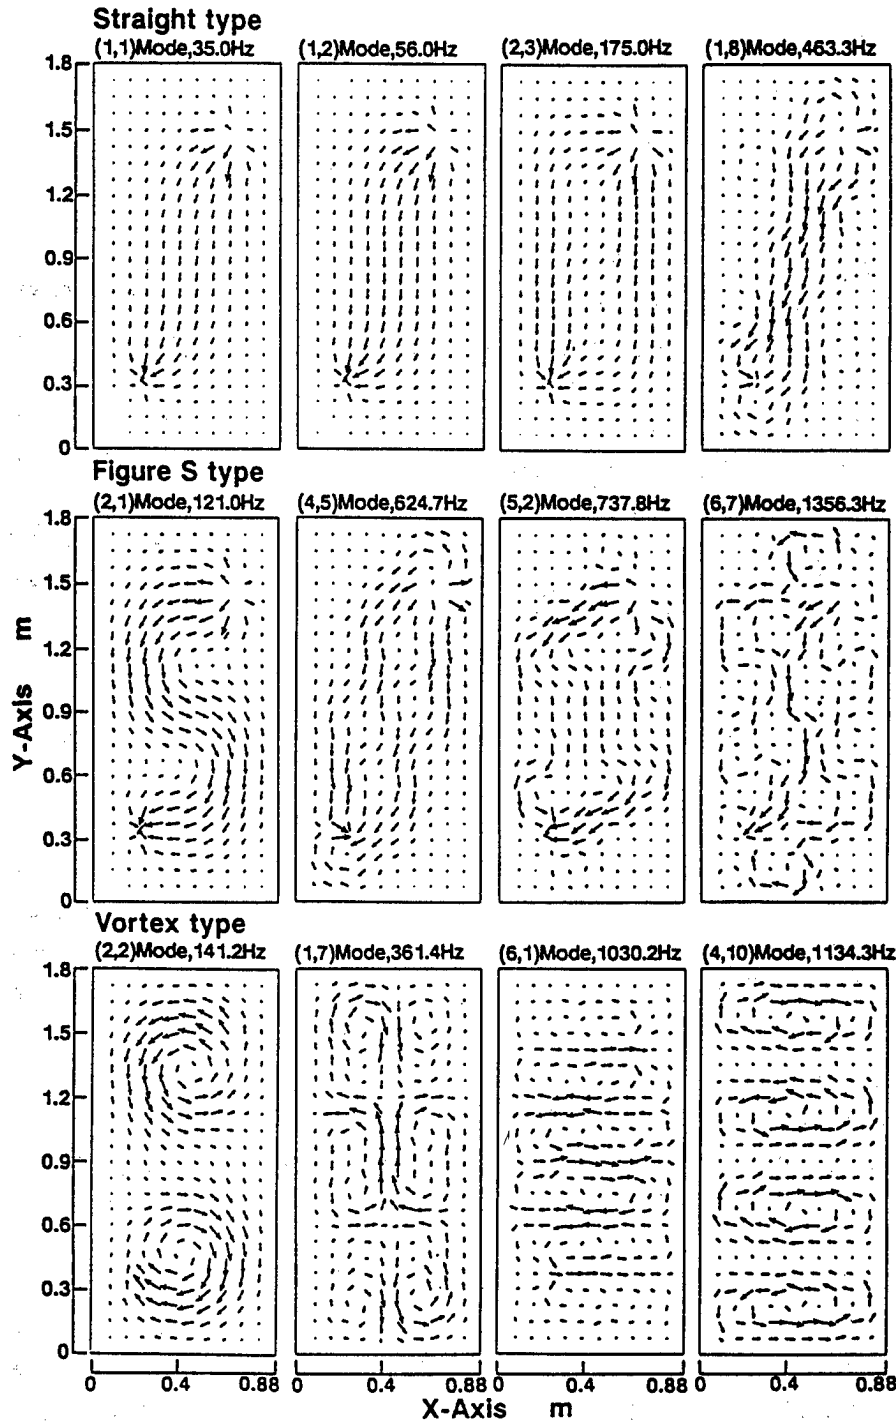 Straight type
(1,1)Mode,35.0Hz (1,2)Mode,56.0Hz (2,3)Mode,175.0Hz (1,8)Mode,463.3Hz
1.8
1.5
1.2
0.9
0.6
0.3
0
Figure S type
(2,1)Mode,121.0Hz (4,5)Mode,624.7Hz (5,2)Mode,737.8Hz (6,7)Mode,1356.3Hz
1.8
1.5
1.2
0.9
0.6
0.3
0
Y-Axis m
Vortex type
(2,2)Mode,141.2Hz (1,7)Mode,361.4Hz (6,1)Mode,1030.2Hz (4,10)Mode,1134.3Hz
1.8
1.5
1.2
0.9
0.6
0.3
0
0 0.4 0.88 0 0.4 0.88 0 0.4 0.88 0 0.4 0.88
X-Axis m